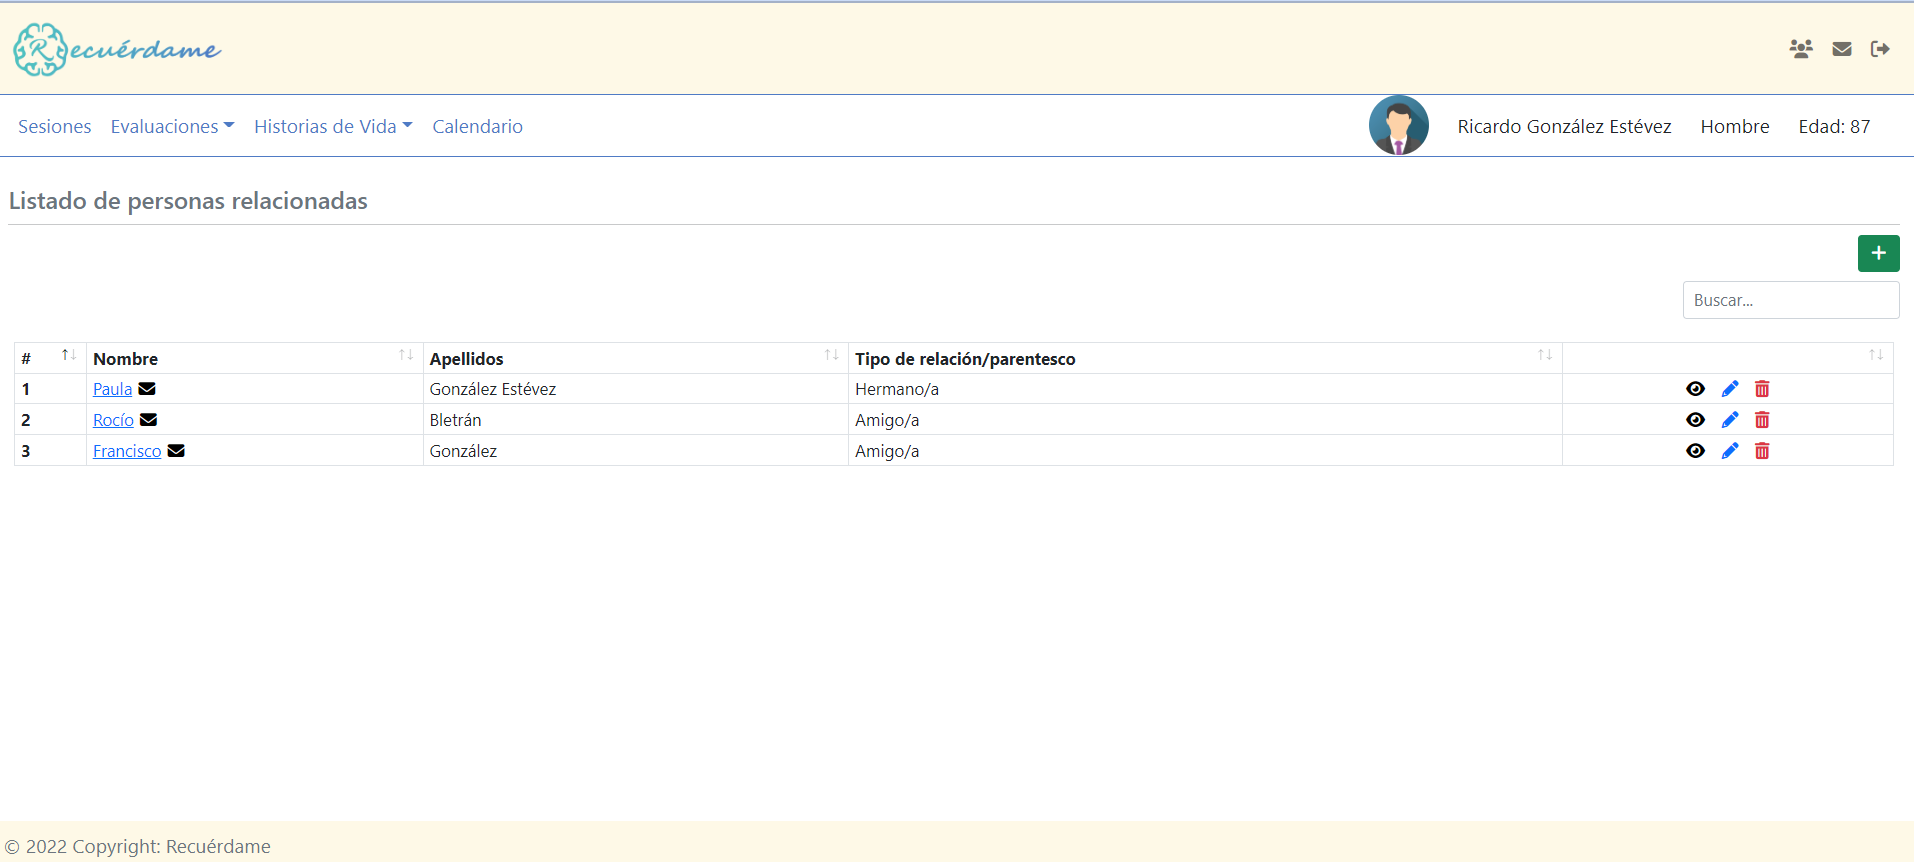 Recuérdame
Sesiones Evaluaciones Historias de Vida Calendario Ricardo González Estévez Hombre Edad: 87
Listado de personas relacionadas
+
Buscar...
# Nombre Apellidos Tipo de relación/parentesco
1 Paula González Estévez Hermano/a
2 Rocío Bletrán Amigo/a
3 Francisco González Amigo/a
© 2022 Copyright: Recuérdame